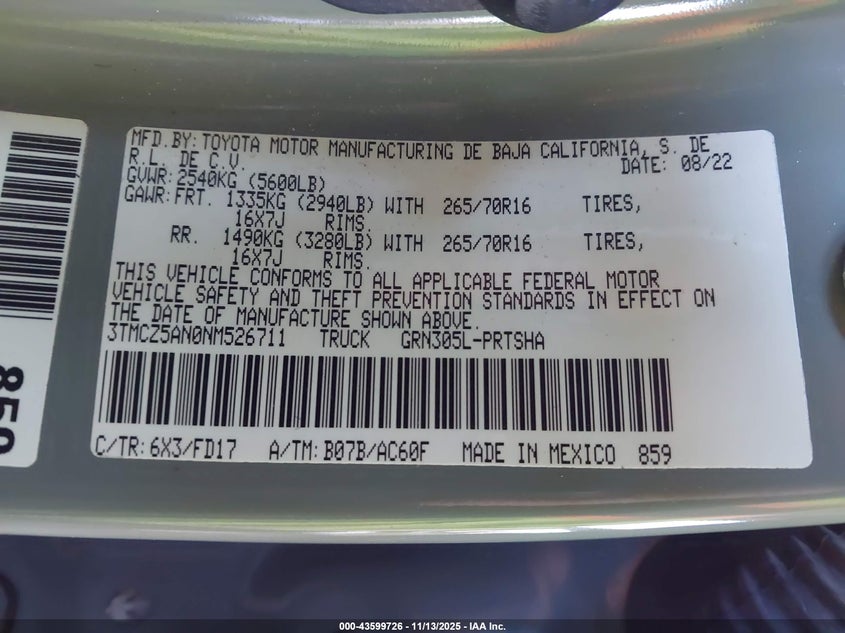 MFD.BY: TOYOTA MOTOR MANUFACTURING DE BAJA CALIFORNIA, S. DE
R.L. DE C.V. DATE: 08/22
GVWR: 2540KG (5600LB)
GAWR: FRT. 1335KG (2940LB) WITH 265/70R16 TIRES,
16X7J RIMS.
RR. 1490KG (3280LB) WITH 265/70R16 TIRES,
16X7J RIMS.
THIS VEHICLE CONFORMS TO ALL APPLICABLE FEDERAL MOTOR
VEHICLE SAFETY AND THEFT PREVENTION STANDARDS IN EFFECT ON
THE DATE OF MANUFACTURE SHOWN ABOVE.
3TMCZ5AN0NM526711 TRUCK GRN305L-PRTSHA
C/TR: 6X3/FD17 A/TM: B07B/AC60F MADE IN MEXICO 859
859
000-43599726 - 11/13/2025 - IAA Inc.